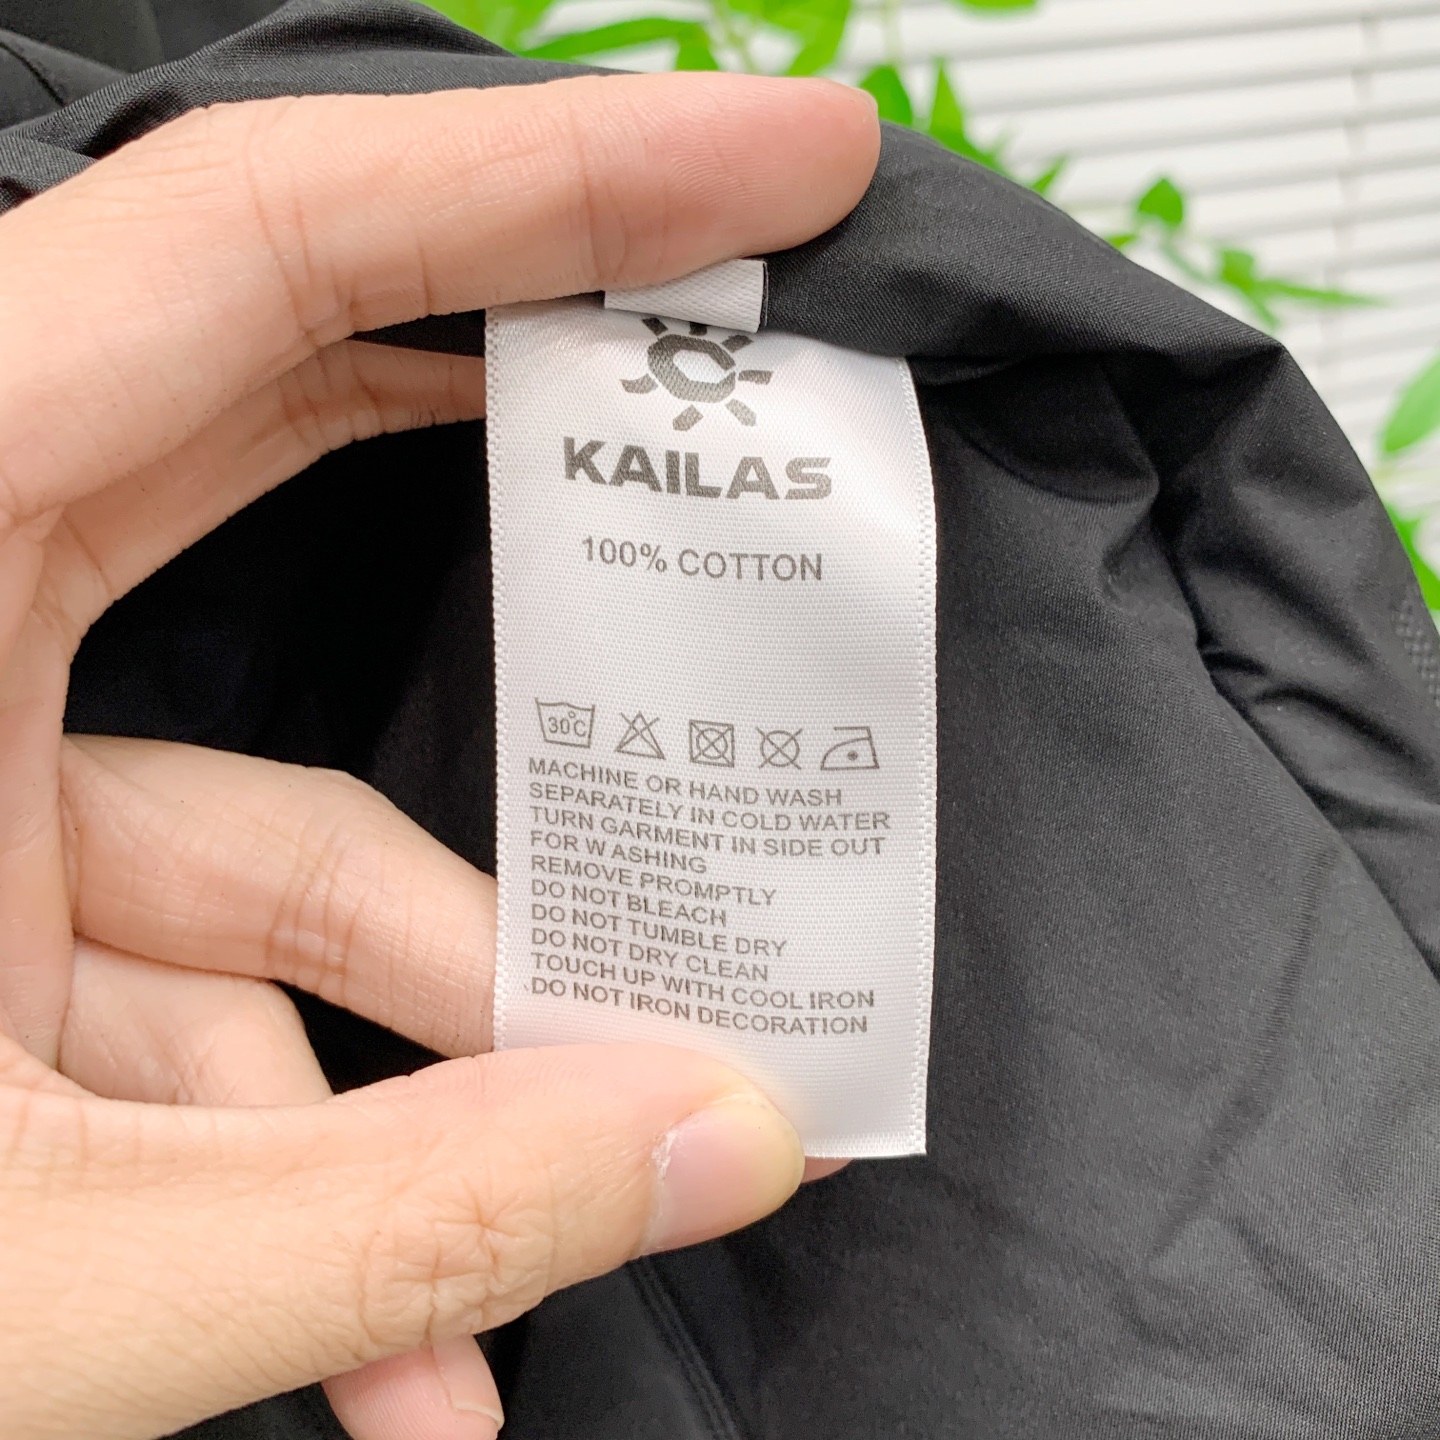 KAILAS
100% COTTON
30°C
MACHINE OR HAND WASH
SEPARATELY IN COLD WATER
TURN GARMENT IN SIDE OUT
FOR WASHING
REMOVE PROMPTLY
DO NOT BLEACH
DO NOT TUMBLE DRY
DO NOT DRY CLEAN
TOUCH UP WITH COOL IRON
DO NOT IRON DECORATION